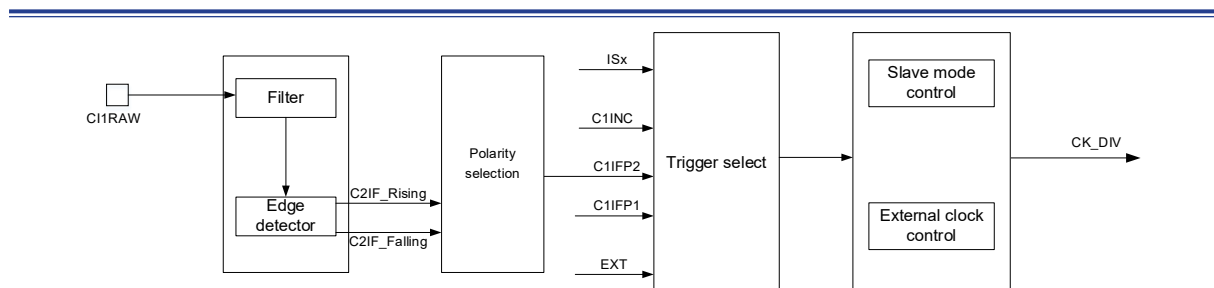 CI1RAW
Filter
Edge
detector
C2IF_Rising
C2IF_Falling
Polarity
selection
ISx
C1INC
C1IFP2
C1IFP1
EXT
Trigger select
Slave mode
control
External clock
control
CK_DIV